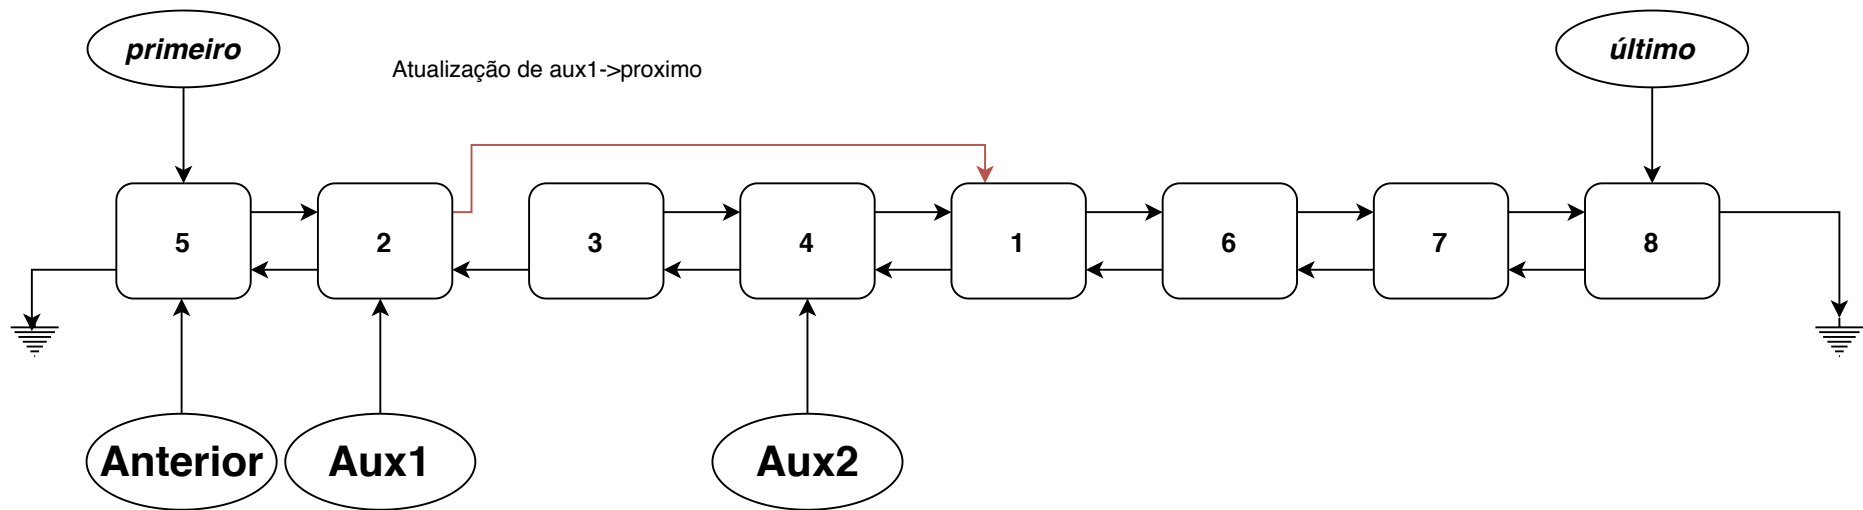 primeiro
último
Atualização de aux1->proximo
5
2
3
4
1
6
7
8
Anterior
Aux1
Aux2